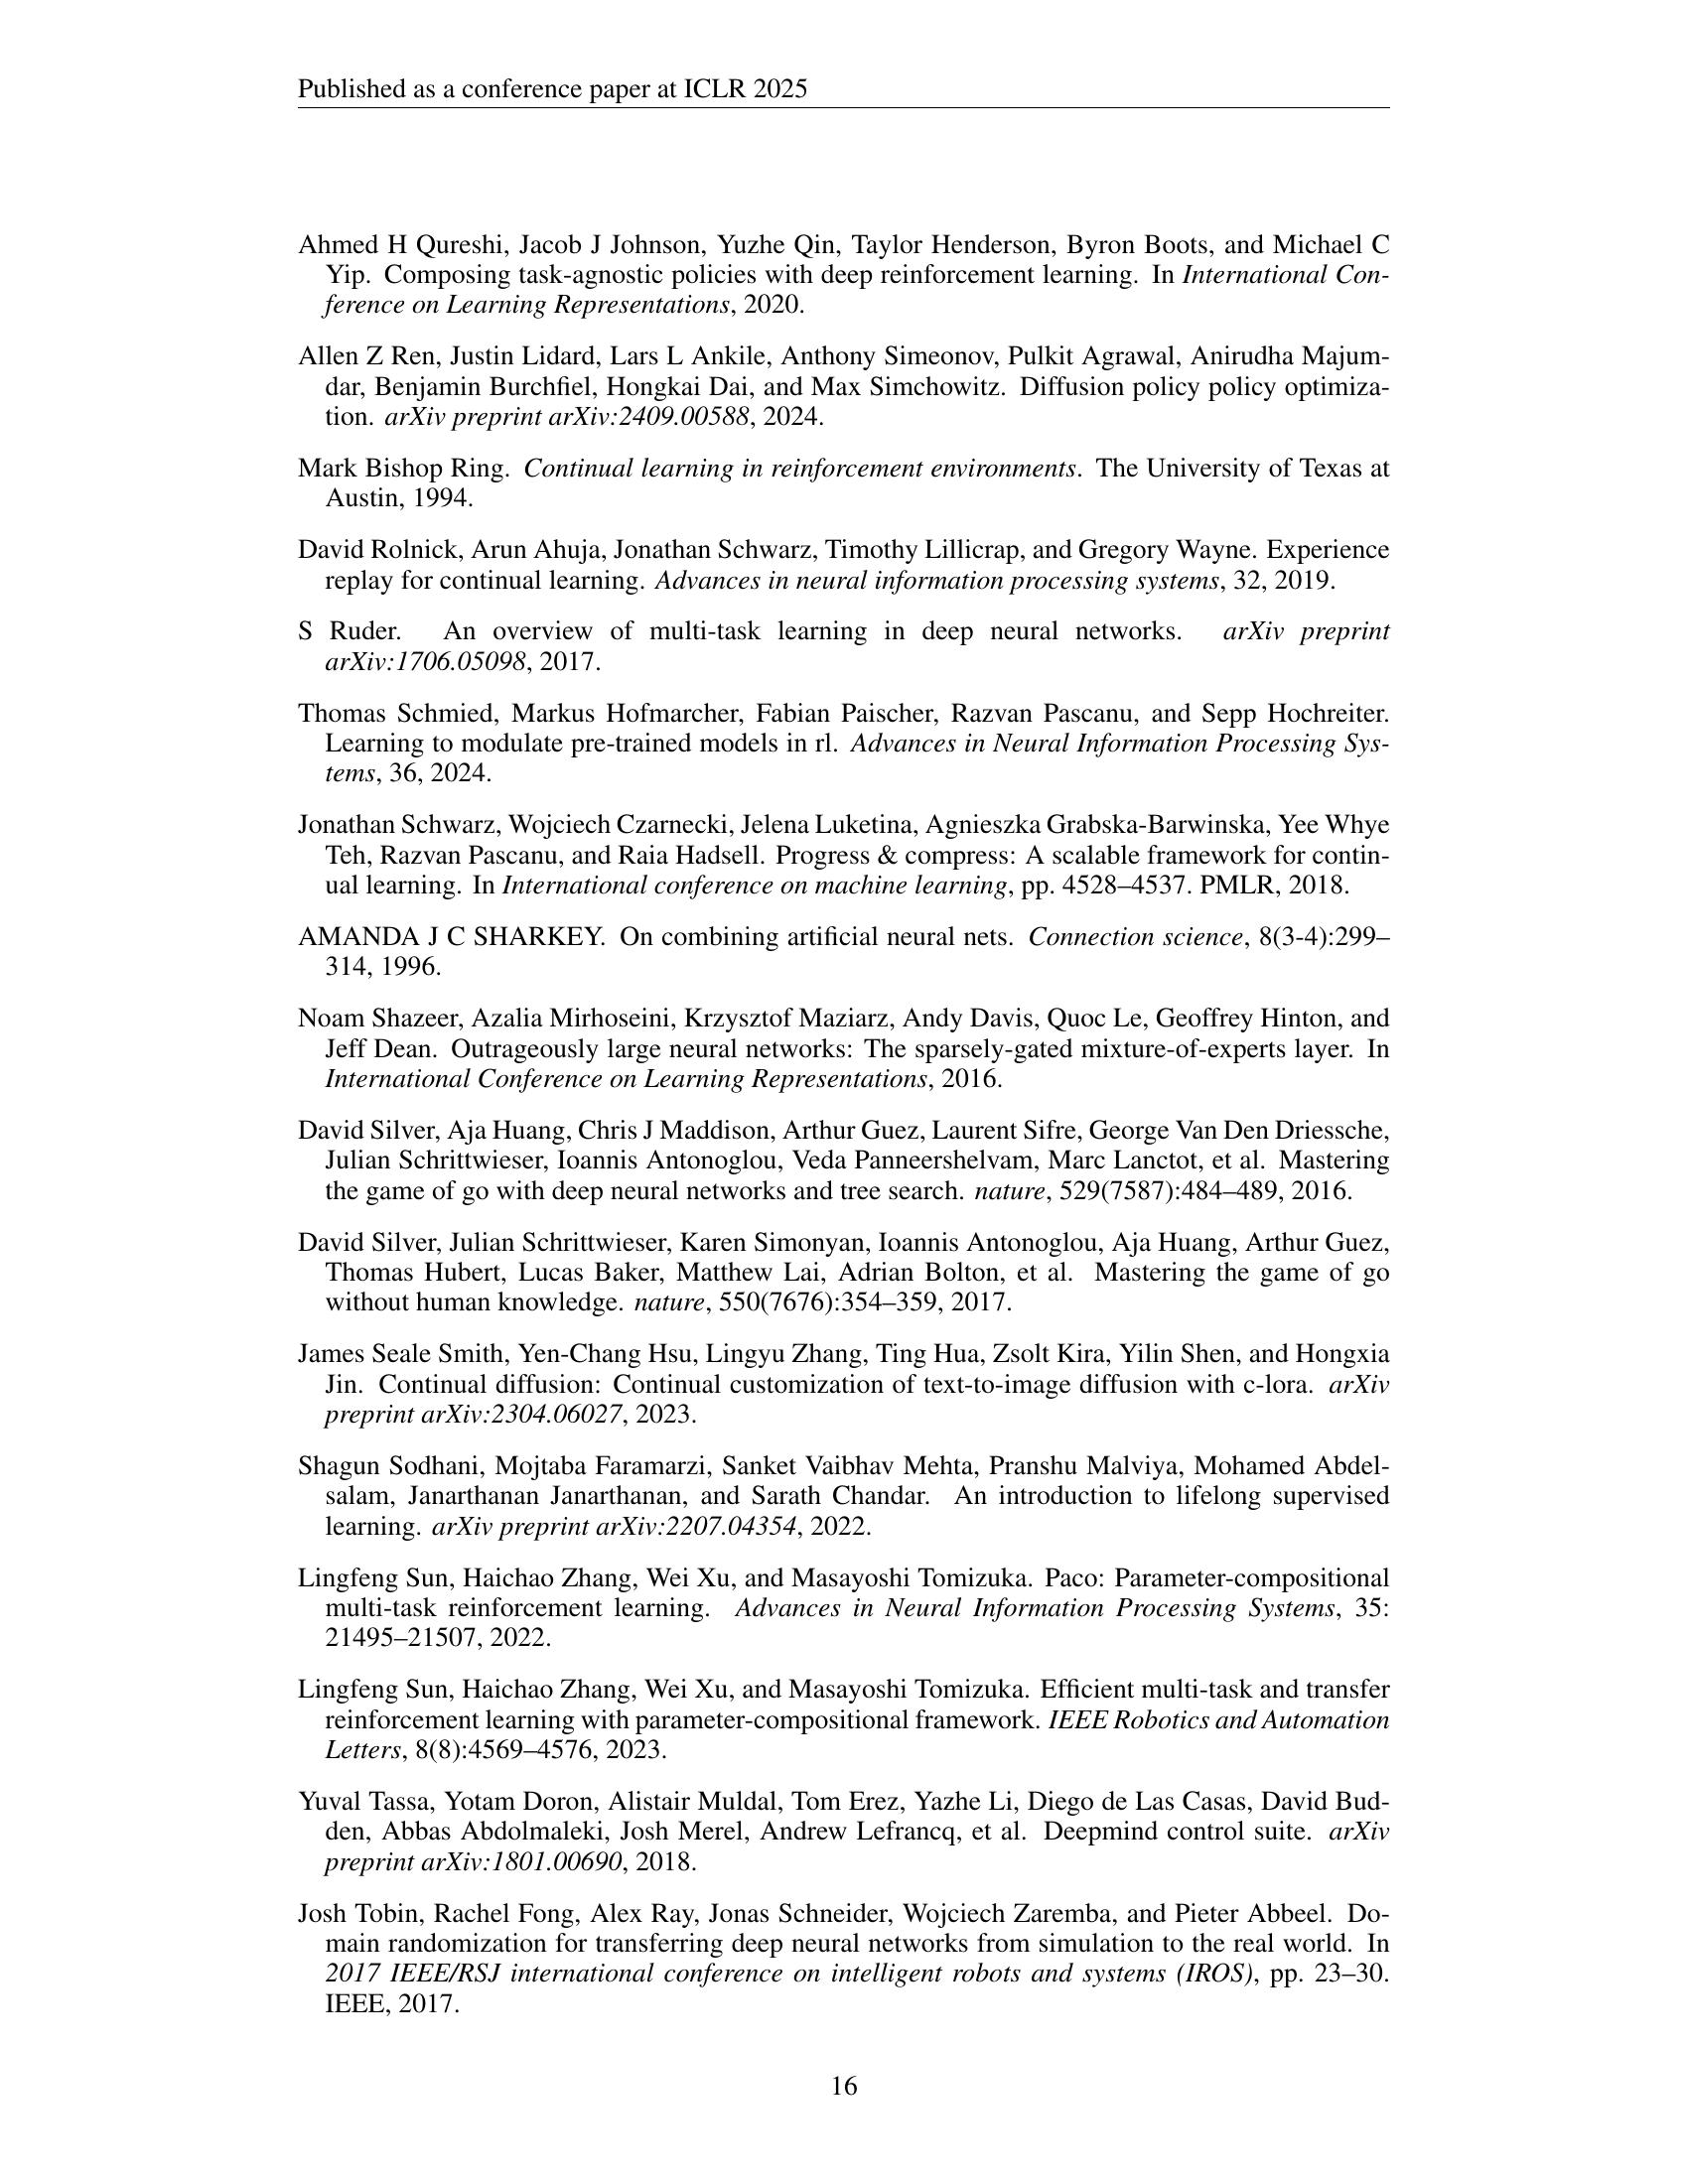 Published as a conference paper at ICLR 2025
Ahmed H Qureshi, Jacob J Johnson, Yuzhe Qin, Taylor Henderson, Byron Boots, and Michael C
Yip. Composing task-agnostic policies with deep reinforcement learning. In International Con-
ference on Learning Representations, 2020.
Allen Z Ren, Justin Lidard, Lars L Ankile, Anthony Simeonov, Pulkit Agrawal, Anirudha Majum-
dar, Benjamin Burchfiel, Hongkai Dai, and Max Simchowitz. Diffusion policy policy optimiza-
tion. arXiv preprint arXiv:2409.00588, 2024.
Mark Bishop Ring. Continual learning in reinforcement environments. The University of Texas at
Austin, 1994.
David Rolnick, Arun Ahuja, Jonathan Schwarz, Timothy Lillicrap, and Gregory Wayne. Experience
replay for continual learning. Advances in neural information processing systems, 32, 2019.
S Ruder. An overview of multi-task learning in deep neural networks. arXiv preprint
arXiv:1706.05098, 2017.
Thomas Schmied, Markus Hofmarcher, Fabian Paischer, Razvan Pascanu, and Sepp Hochreiter.
Learning to modulate pre-trained models in rl. Advances in Neural Information Processing Sys-
tems, 36, 2024.
Jonathan Schwarz, Wojciech Czarnecki, Jelena Luketina, Agnieszka Grabska-Barwinska, Yee Whye
Teh, Razvan Pascanu, and Raia Hadsell. Progress & compress: A scalable framework for contin-
ual learning. In International conference on machine learning, pp. 4528–4537. PMLR, 2018.
AMANDA J C SHARKEY. On combining artificial neural nets. Connection science, 8(3-4):299–
314, 1996.
Noam Shazeer, Azalia Mirhoseini, Krzysztof Maziarz, Andy Davis, Quoc Le, Geoffrey Hinton, and
Jeff Dean. Outrageously large neural networks: The sparsely-gated mixture-of-experts layer. In
International Conference on Learning Representations, 2016.
David Silver, Aja Huang, Chris J Maddison, Arthur Guez, Laurent Sifre, George Van Den Driessche,
Julian Schrittwieser, Ioannis Antonoglou, Veda Panneershelvam, Marc Lanctot, et al. Mastering
the game of go with deep neural networks and tree search. nature, 529(7587):484–489, 2016.
David Silver, Julian Schrittwieser, Karen Simonyan, Ioannis Antonoglou, Aja Huang, Arthur Guez,
Thomas Hubert, Lucas Baker, Matthew Lai, Adrian Bolton, et al. Mastering the game of go
without human knowledge. nature, 550(7676):354–359, 2017.
James Seale Smith, Yen-Chang Hsu, Lingyu Zhang, Ting Hua, Zsolt Kira, Yilin Shen, and Hongxia
Jin. Continual diffusion: Continual customization of text-to-image diffusion with c-lora. arXiv
preprint arXiv:2304.06027, 2023.
Shagun Sodhani, Mojtaba Faramarzi, Sanket Vaibhav Mehta, Pranshu Malviya, Mohamed Abdel-
salam, Janarthanan Janarthanan, and Sarath Chandar. An introduction to lifelong supervised
learning. arXiv preprint arXiv:2207.04354, 2022.
Lingfeng Sun, Haichao Zhang, Wei Xu, and Masayoshi Tomizuka. Paco: Parameter-compositional
multi-task reinforcement learning. Advances in Neural Information Processing Systems, 35:
21495–21507, 2022.
Lingfeng Sun, Haichao Zhang, Wei Xu, and Masayoshi Tomizuka. Efficient multi-task and transfer
reinforcement learning with parameter-compositional framework. IEEE Robotics and Automation
Letters, 8(8):4569–4576, 2023.
Yuval Tassa, Yotam Doron, Alistair Muldal, Tom Erez, Yazhe Li, Diego de Las Casas, David Bud-
den, Abbas Abdolmaleki, Josh Merel, Andrew Lefrancq, et al. Deepmind control suite. arXiv
preprint arXiv:1801.00690, 2018.
Josh Tobin, Rachel Fong, Alex Ray, Jonas Schneider, Wojciech Zaremba, and Pieter Abbeel. Do-
main randomization for transferring deep neural networks from simulation to the real world. In
2017 IEEE/RSJ international conference on intelligent robots and systems (IROS), pp. 23–30.
IEEE, 2017.
16